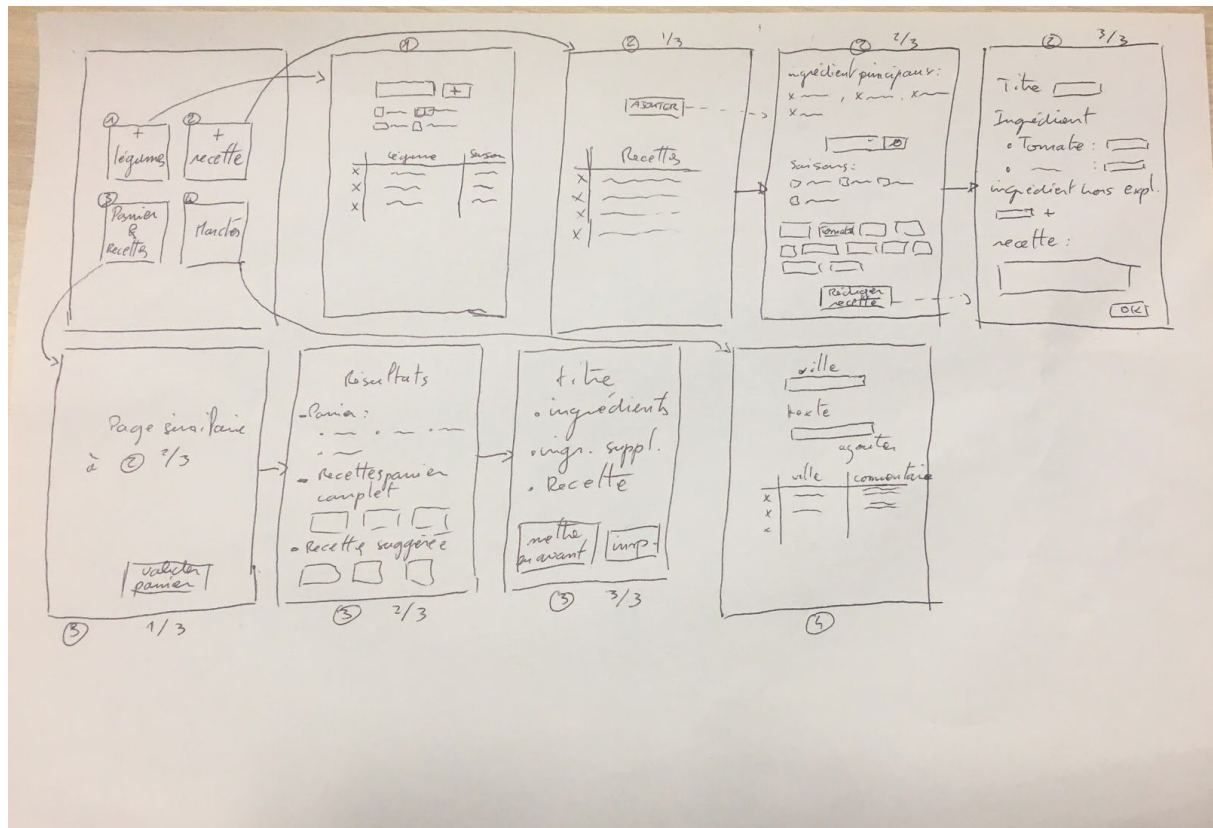 ①
+
légumes
②
+
recette
③
Panier
&
Recettes
④
Marchés
①
+
légume saison
x
x
x
② 1/3
AJOUTER
Recettes
x
x
x
x
② 2/3
ingrédient principaux :
x , x , x
x
Saisons :
Tomate
Rédiger
recette
② 3/3
Titre
Ingrédient
• Tomate :
• :
ingrédient hors expl.
+
recette :
OK
Page similaire
à ② 2/3
valider
panier
③ 1/3
Résultats
- Panier :
- Recettes panier
complet
• Recette suggérée
③ 2/3
titre
• ingrédients
• ingr. suppl.
• Recette
mettre
en avant
imp.
③ 3/3
ville
texte
ajouter
ville commentaire
x
x
x